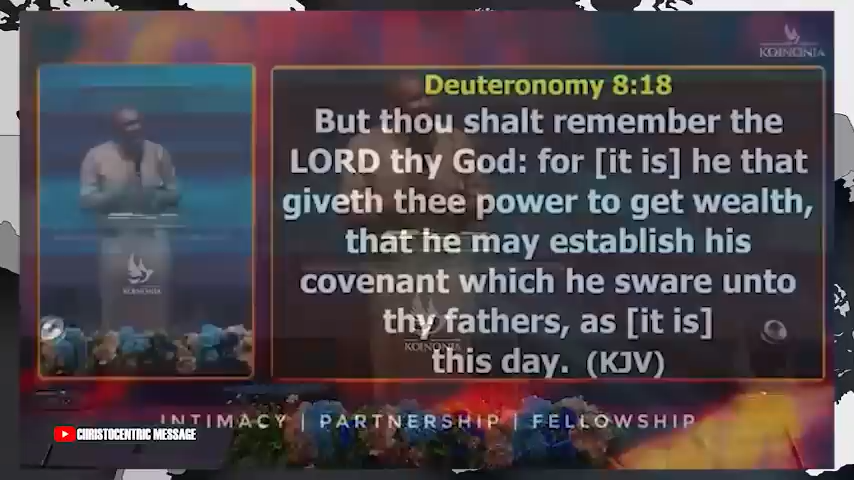 KOINONIA
Deuteronomy 8:18
But thou shalt remember the
LORD thy God: for [it is] he that
giveth thee power to get wealth,
that he may establish his
covenant which he sware unto
thy fathers, as [it is]
this day. (KJV)
KOINONIA
KOINONIA
INTIMACY | PARTNERSHIP | FELLOWSHIP
CHRISTOCENTRIC MESSAGE